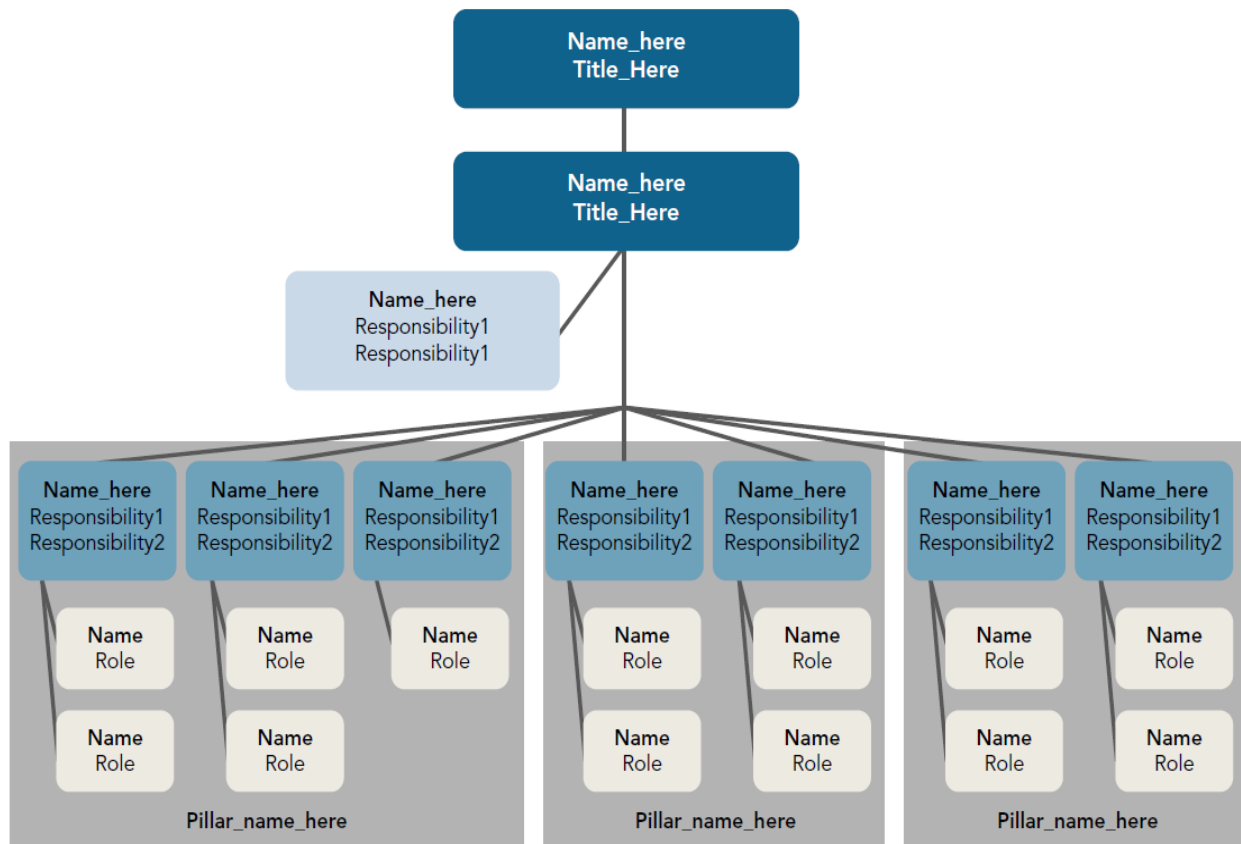 Name_here
Title_Here
Name_here
Title_Here
Name_here
Responsibility1
Responsibility1
Name_here
Responsibility1
Responsibility2
Name_here
Responsibility1
Responsibility2
Name_here
Responsibility1
Responsibility2
Name_here
Responsibility1
Responsibility2
Name_here
Responsibility1
Responsibility2
Name_here
Responsibility1
Responsibility2
Name_here
Responsibility1
Responsibility2
Name
Role
Name
Role
Name
Role
Name
Role
Name
Role
Name
Role
Name
Role
Name
Role
Name
Role
Name
Role
Name
Role
Name
Role
Name
Role
Pillar_name_here
Pillar_name_here
Pillar_name_here